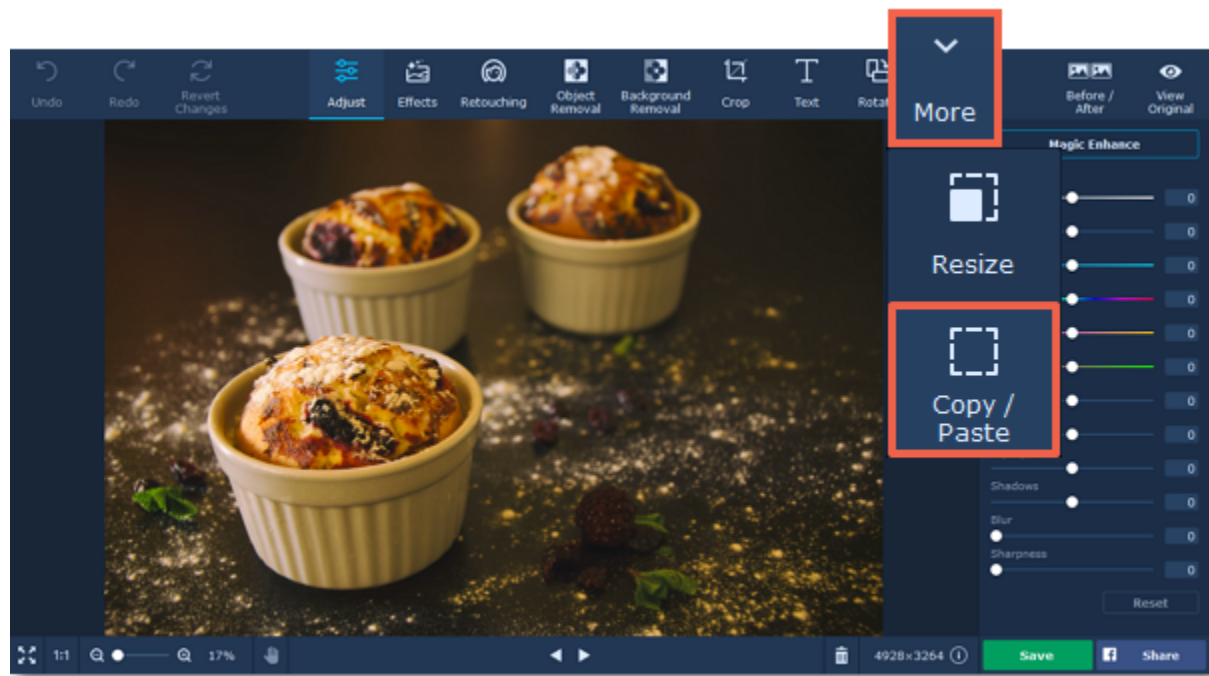 Undo
Redo
Revert
Changes
Adjust
Effects
Retouching
Object
Removal
Background
Removal
Crop
Text
Rotat
More
Before /
After
View
Original
Magic Enhance
Resize
Copy /
Paste
0
0
0
0
0
0
0
0
0
Shadows
0
Blur
0
Sharpness
0
Reset
1:1
17%
4928×3264
Save
Share